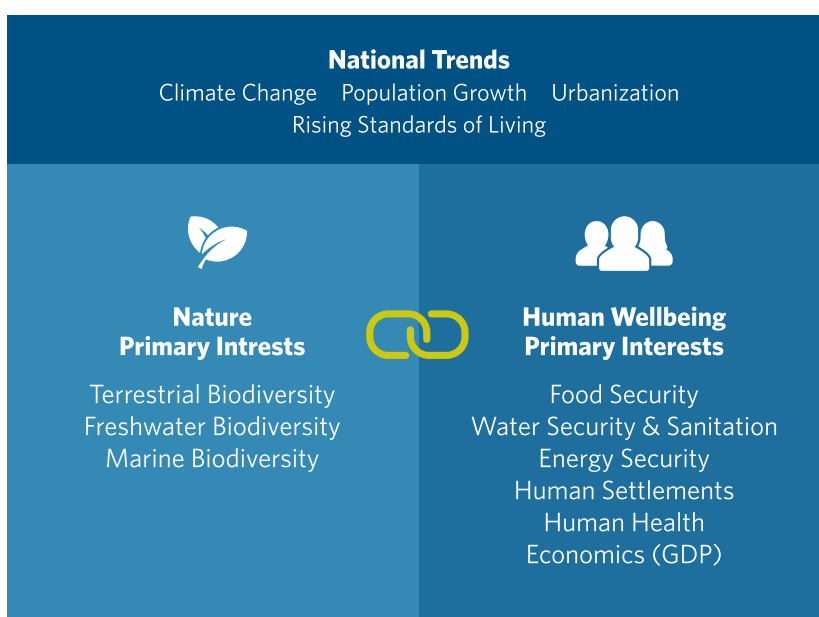 National Trends
Climate Change Population Growth Urbanization
Rising Standards of Living
Nature
Primary Intrests
Terrestrial Biodiversity
Freshwater Biodiversity
Marine Biodiversity
Human Wellbeing
Primary Interests
Food Security
Water Security & Sanitation
Energy Security
Human Settlements
Human Health
Economics (GDP)